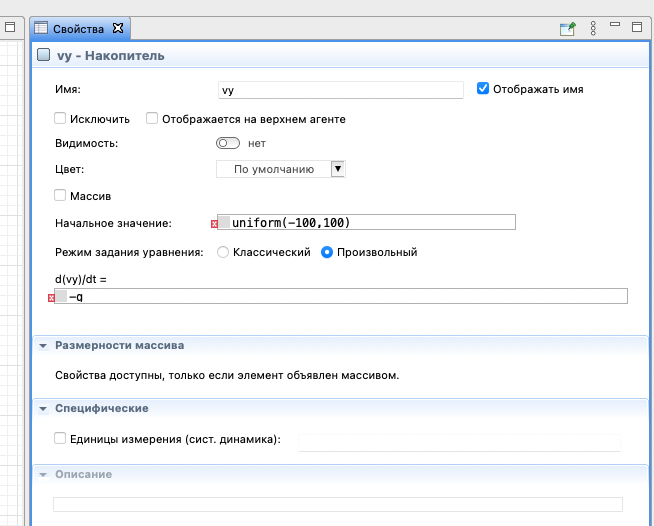 Свойства
vy - Накопитель
Имя: vy Отображать имя
Исключить Отображается на верхнем агенте
Видимость: нет
Цвет: По умолчанию
Массив
Начальное значение: uniform(-100,100)
Режим задания уравнения: Классический Произвольный
d(vy)/dt =
-g
Размерности массива
Свойства доступны, только если элемент объявлен массивом.
Специфические
Единицы измерения (сист. динамика):
Описание